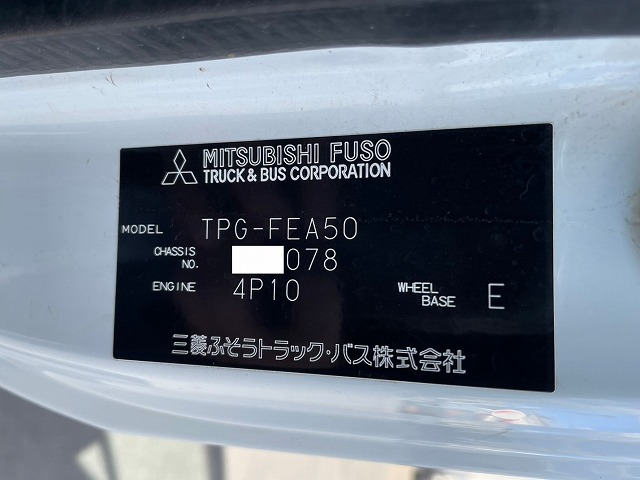 MITSUBISHI FUSO
TRUCK & BUS CORPORATION
MODEL TPG-FEA50
CHASSIS NO. 078
ENGINE 4P10 WHEEL BASE E
三菱ふそうトラック・バス株式会社